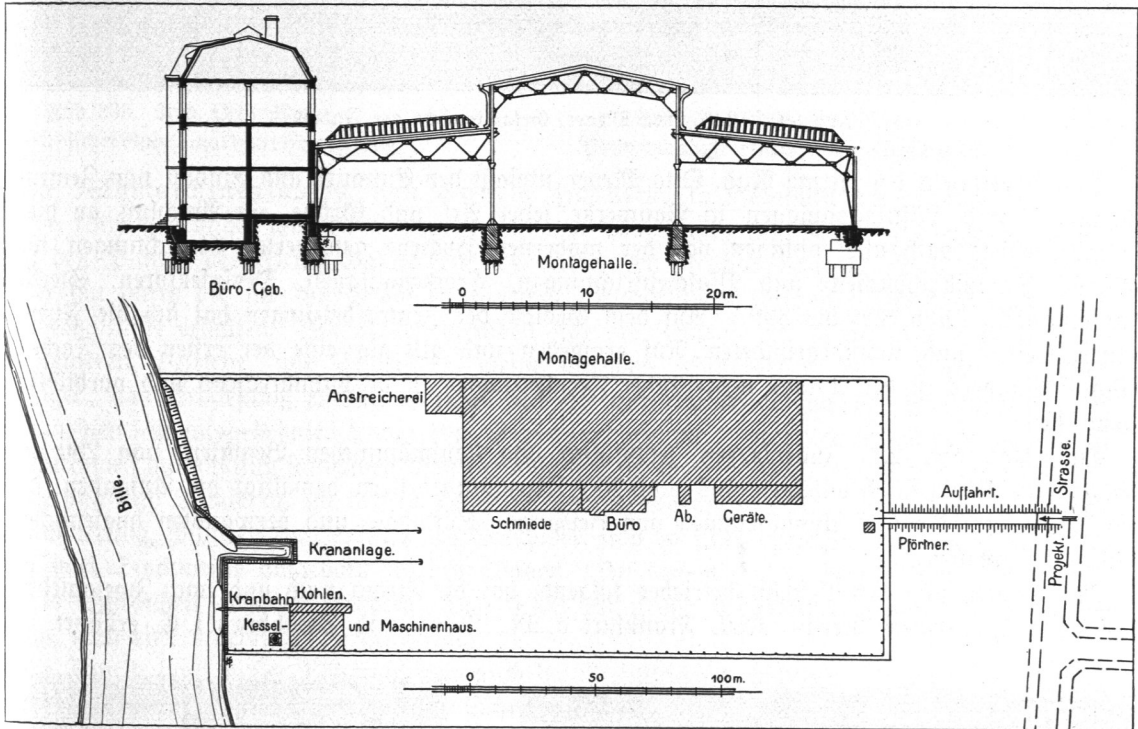 Montagehalle.
Büro-Geb.
0 10 20 m.
Montagehalle.
Anstreicherei
Bille.
Schmiede Büro Ab. Geräte.
Auffahrt.
Pförtner.
Projekt. Strasse.
Krananlage.
Kranbahn
Kohlen.
Kessel- und Maschinenhaus.
0 50 100 m.